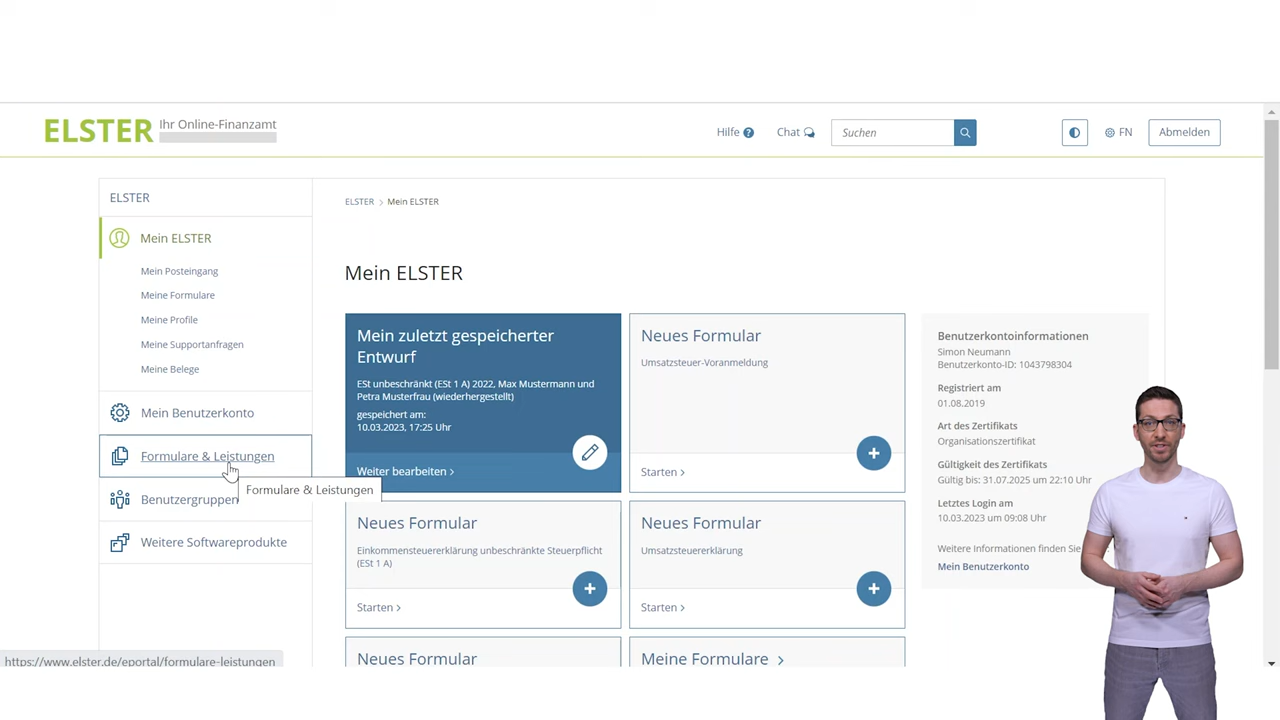 ELSTER
Ihr Online-Finanzamt
Hilfe
Chat
Suchen
FN
Abmelden
ELSTER
Mein ELSTER
Mein Posteingang
Meine Formulare
Meine Profile
Meine Supportanfragen
Meine Belege
Mein Benutzerkonto
Formulare & Leistungen
Formulare & Leistungen
Benutzergruppen
Weitere Softwareprodukte
ELSTER > Mein ELSTER
Mein ELSTER
Mein zuletzt gespeicherter
Entwurf
ESt unbeschränkt (ESt 1 A) 2022, Max Mustermann und
Petra Musterfrau (wiederhergestellt)
gespeichert am:
10.03.2023, 17:25 Uhr
Weiter bearbeiten >
Neues Formular
Umsatzsteuer-Voranmeldung
Starten >
Neues Formular
Einkommensteuererklärung unbeschränkte Steuerpflicht
(ESt 1 A)
Starten >
Neues Formular
Umsatzsteuererklärung
Starten >
Neues Formular
Meine Formulare >
Benutzerkontoinformationen
Simon Neumann
Benutzerkonto-ID: 1043798304
Registriert am
01.08.2019
Art des Zertifikats
Organisationszertifikat
Gültigkeit des Zertifikats
Gültig bis: 31.07.2025 um 22:10 Uhr
Letztes Login am
10.03.2023 um 09:08 Uhr
Weitere Informationen finden Sie
Mein Benutzerkonto
https://www.elster.de/eportal/formulare-leistungen